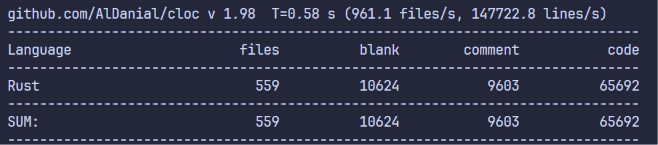 github.com/AlDanial/cloc v 1.98  T=0.58 s (961.1 files/s, 147722.8 lines/s)
-------------------------------------------------------------------------------
Language                     files          blank        comment           code
-------------------------------------------------------------------------------
Rust                           559          10624           9603          65692
-------------------------------------------------------------------------------
SUM:                           559          10624           9603          65692
-------------------------------------------------------------------------------